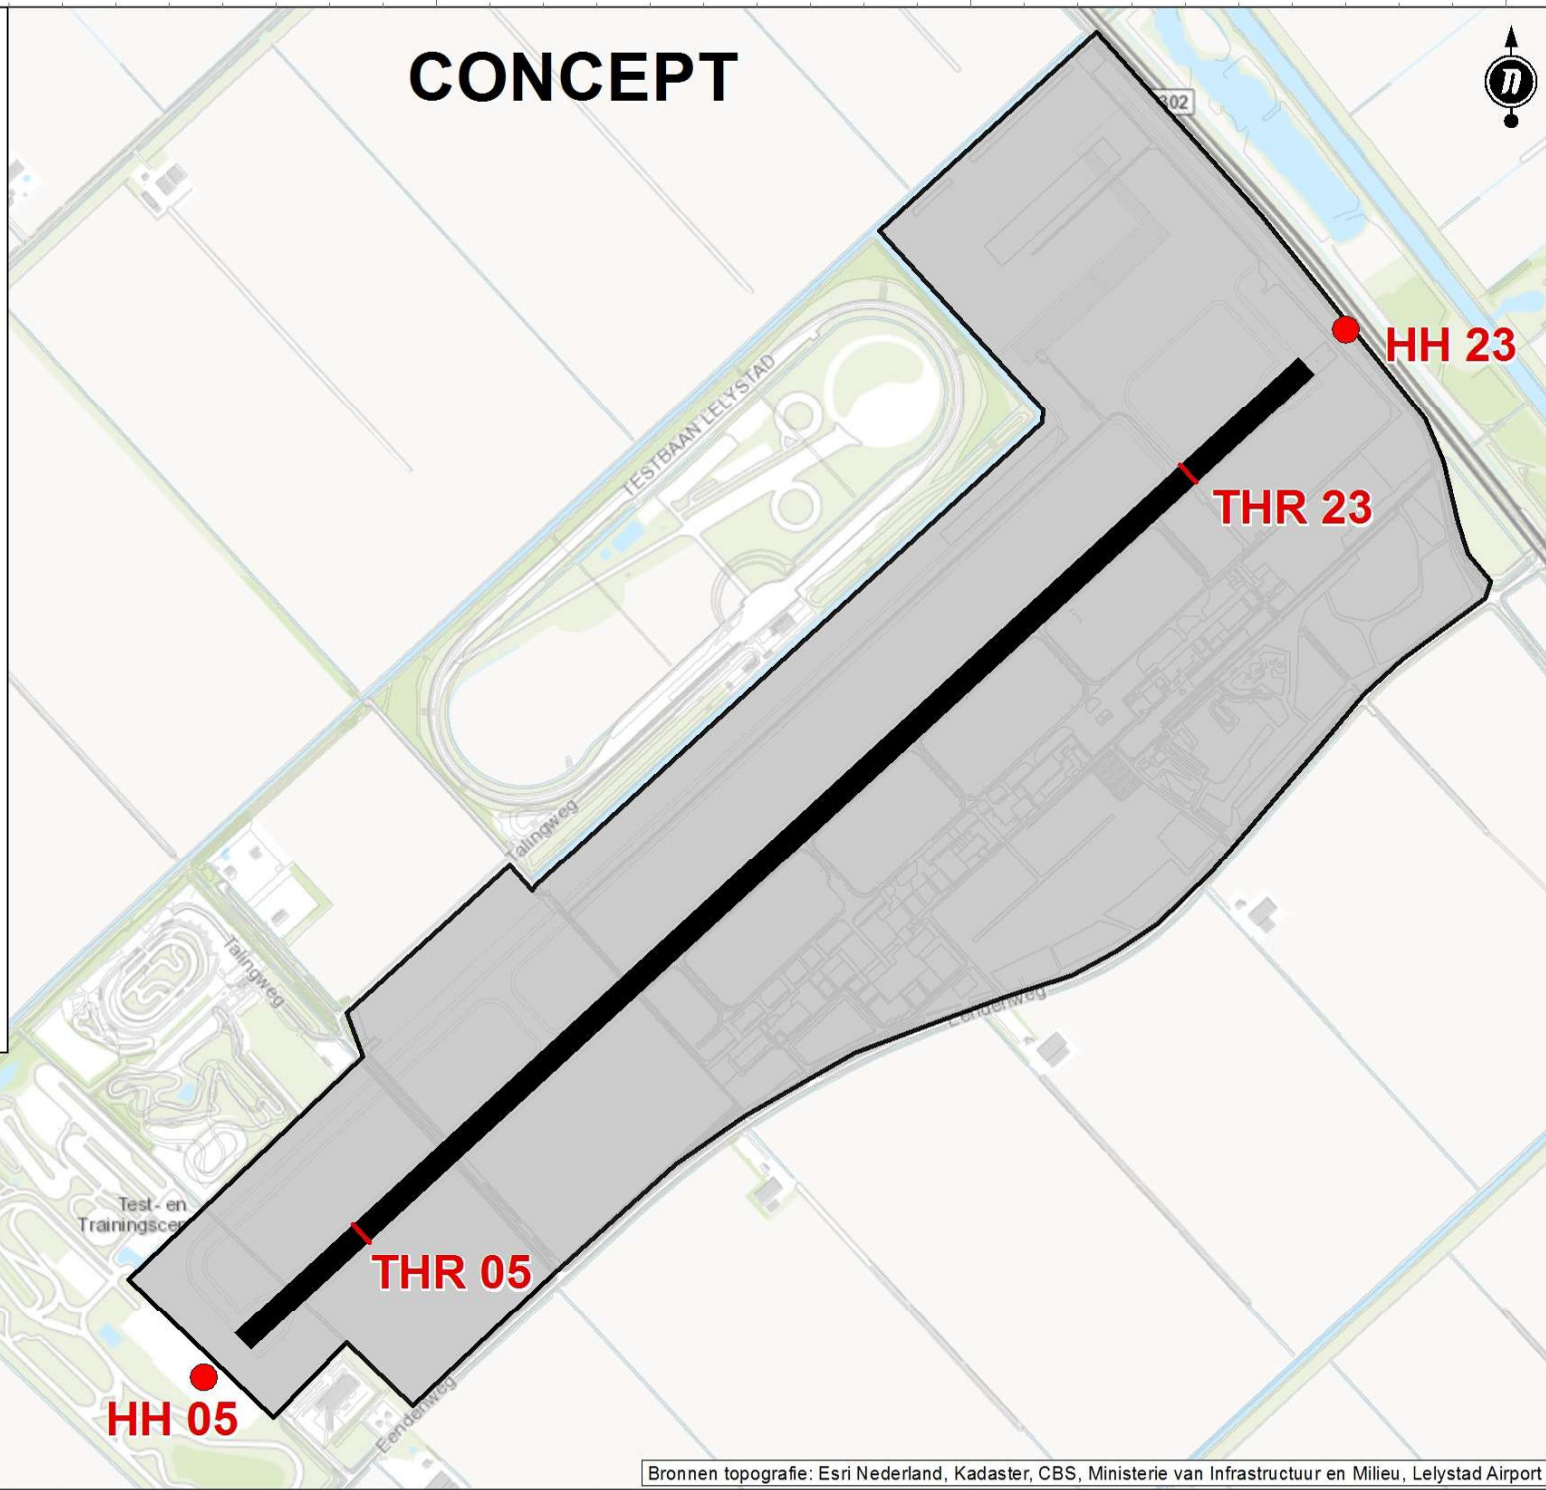 CONCEPT
n
302
HH 23
TESTBAAN LELYSTAD
THR 23
Talingweg
Talingweg
Eendenweg
Test- en
THR 05
HH 05
Eendenweg
Bronnen topografie: Esri Nederland, Kadaster, CBS, Ministerie van Infrastructuur en Milieu, Lelystad Airport